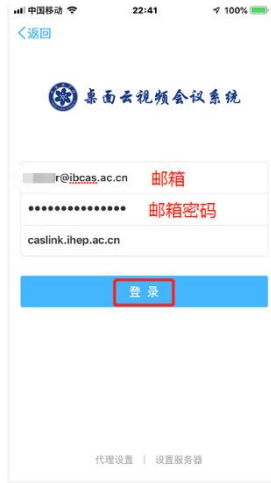 中国移动 22:41 100%
返回
桌面云视频会议系统
r@ibcas.ac.cn 邮箱
•••••••••••••••• 邮箱密码
caslink.ihep.ac.cn
登 录
代理设置 | 设置服务器